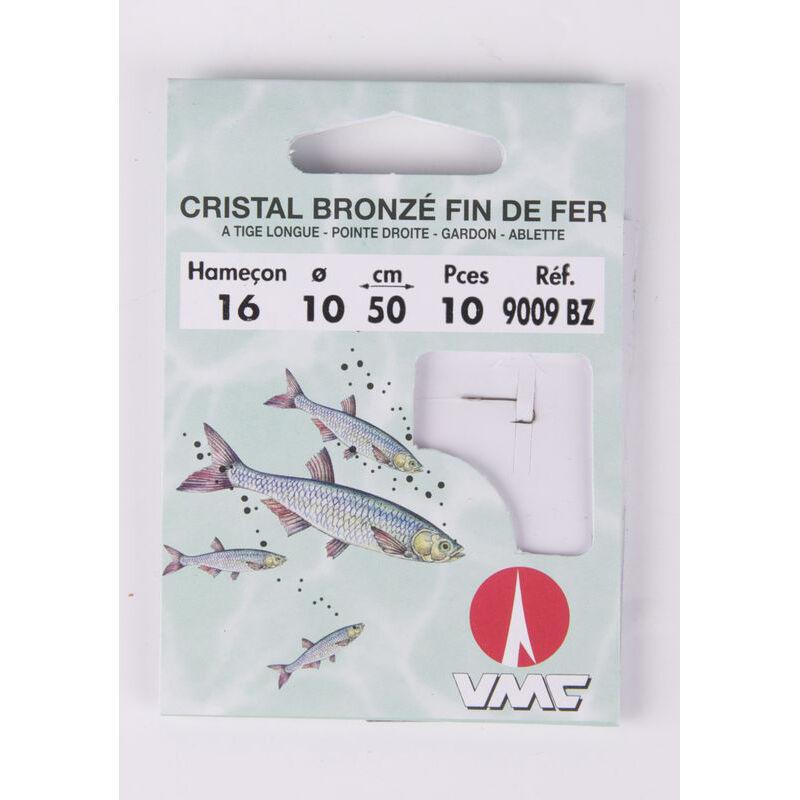 CRISTAL BRONZÉ FIN DE FER
A TIGE LONGUE - POINTE DROITE - GARDON - ABLETTE
Hameçon ø cm Pces Réf.
16 10 50 10 9009 BZ
VMC